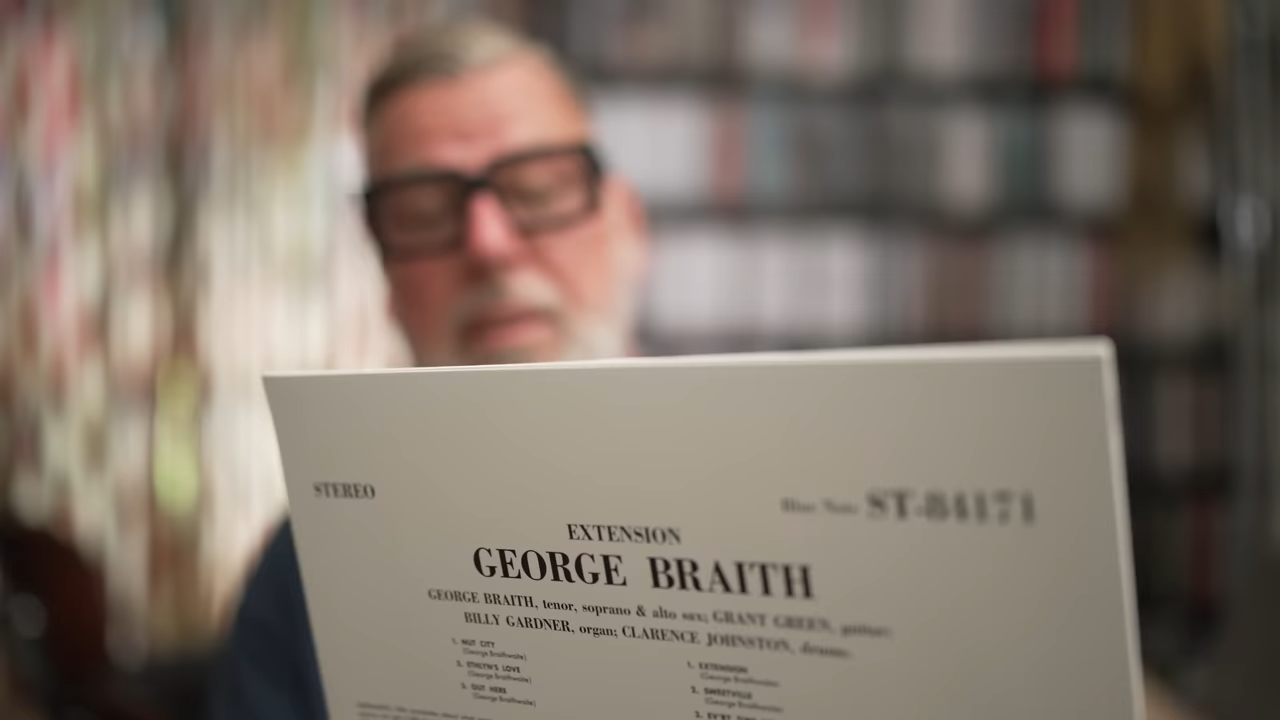 STEREO
Blue Note ST-84171
EXTENSION
GEORGE BRAITH
GEORGE BRAITH, tenor, soprano & alto sax; GRANT GREEN, guitar;
BILLY GARDNER, organ; CLARENCE JOHNSTON, drums.
1. NUT CITY
(George Braithwaite)
2. ETHLYN'S LOVE
(George Braithwaite)
3. OUT HERE
(George Braithwaite)
1. EXTENSION
(George Braithwaite)
2. SWEETVILLE
(George Braithwaite)
3.